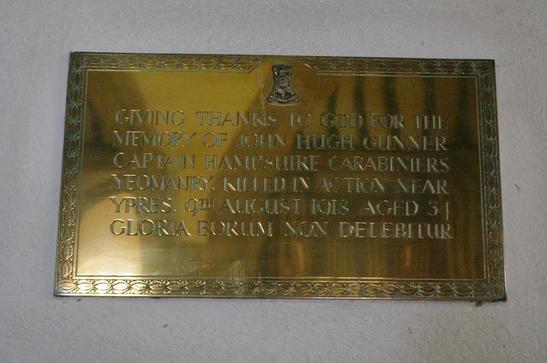 GIVING THANKS TO GOD FOR THE
MEMORY OF JOHN HUGH GUNNER
CAPTAIN HAMPSHIRE CARABINIERS
YEOMANRY. KILLED IN ACTION NEAR
YPRES. 9TH AUGUST 1918 AGED 34
GLORIA EORUM NON DELEBITUR